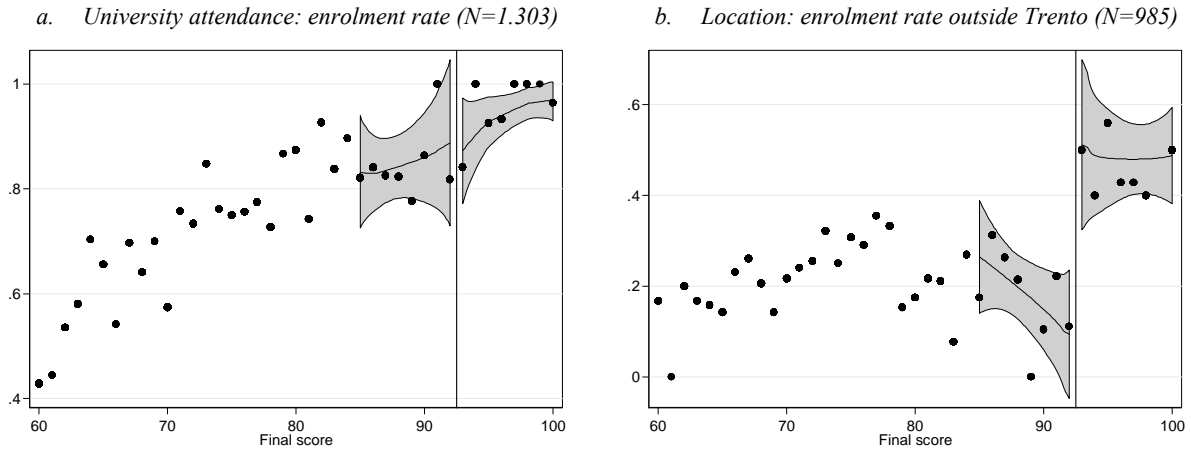 a. University attendance: enrolment rate (N=1.303)
1
.8
.6
.4
60 70 80 90 100
Final score
b. Location: enrolment rate outside Trento (N=985)
.6
.4
.2
0
60 70 80 90 100
Final score